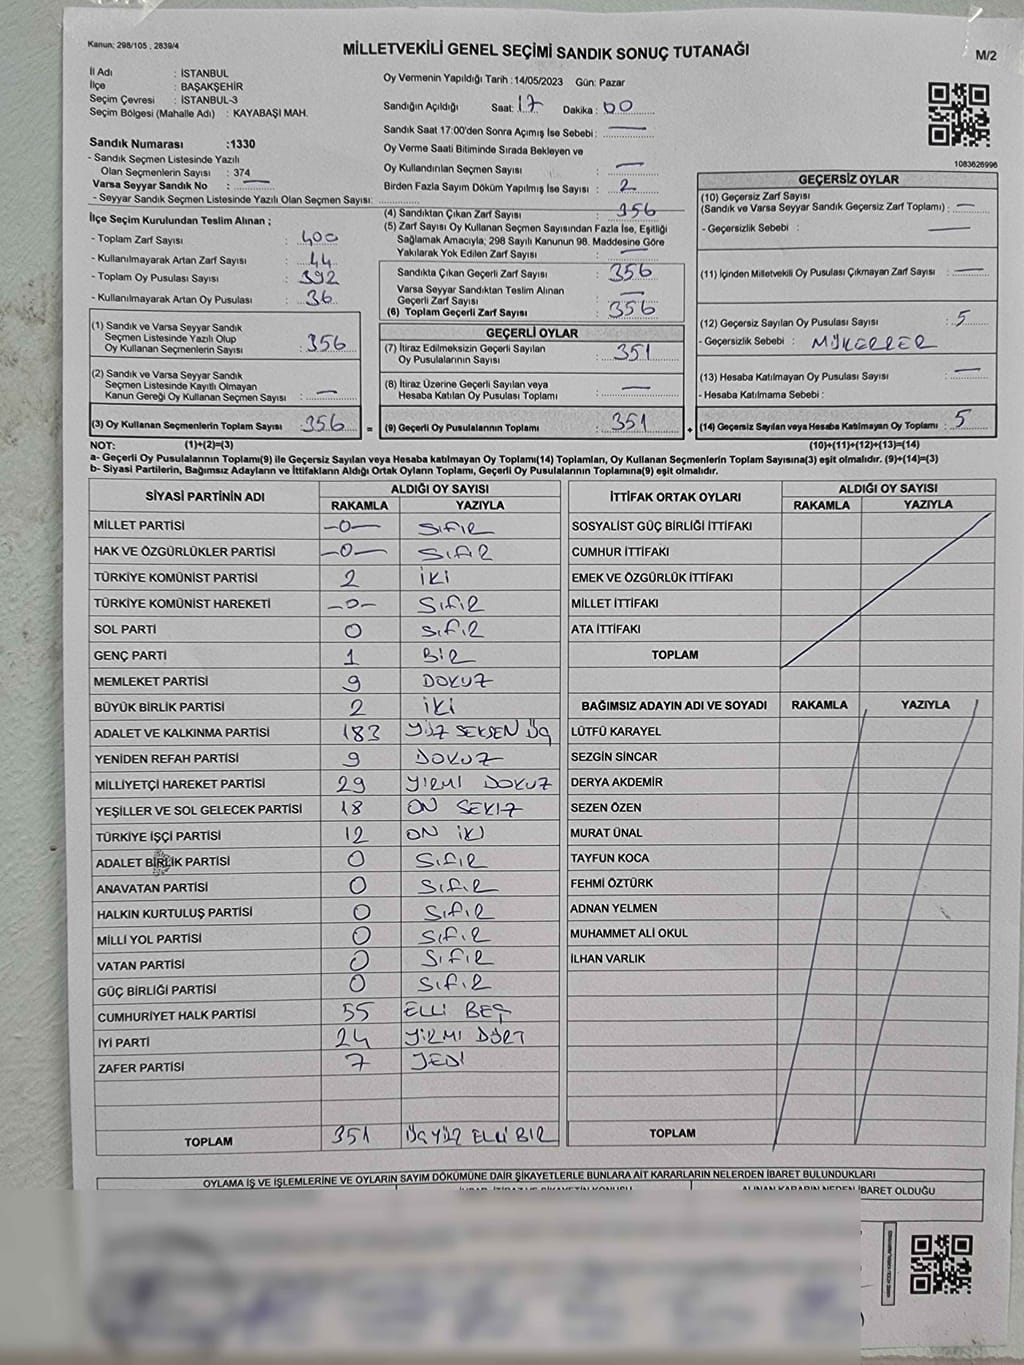 Kanun: 298/105 , 2839/4
MİLLETVEKİLİ GENEL SEÇİMİ SANDIK SONUÇ TUTANAĞI
M/2
İl Adı : İSTANBUL
İlçe : BAŞAKŞEHİR
Seçim Çevresi : İSTANBUL-3
Seçim Bölgesi (Mahalle Adı) : KAYABAŞI MAH.
Sandık Numarası :1330
- Sandık Seçmen Listesinde Yazılı
Olan Seçmenlerin Sayısı : 374
Varsa Seyyar Sandık No : —
- Seyyar Sandık Seçmen Listesinde Yazılı Olan Seçmen Sayısı:
İlçe Seçim Kurulundan Teslim Alınan ;
- Toplam Zarf Sayısı : 400
- Kullanılmayarak Artan Zarf Sayısı : 44
- Toplam Oy Pusulası Sayısı : 392
- Kullanılmayarak Artan Oy Pusulası : 36
(1) Sandık ve Varsa Seyyar Sandık
Seçmen Listesinde Yazılı Olup
Oy Kullanan Seçmenlerin Sayısı : 356
(2) Sandık ve Varsa Seyyar Sandık
Seçmen Listesinde Kayıtlı Olmayan
Kanun Gereği Oy Kullanan Seçmen Sayısı : —
(3) Oy Kullanan Seçmenlerin Toplam Sayısı : 356 =
Oy Vermenin Yapıldığı Tarih : 14/05/2023 Gün: Pazar
Sandığın Açıldığı Saat: 17 Dakika : 00
Sandık Saat 17:00'den Sonra Açımış İse Sebebi : —
Oy Verme Saati Bitiminde Sırada Bekleyen ve
Oy Kullandırılan Seçmen Sayısı : —
Birden Fazla Sayım Döküm Yapılmış İse Sayısı : 2
(4) Sandıktan Çıkan Zarf Sayısı : 356
(5) Zarf Sayısı Oy Kullanan Seçmen Sayısından Fazla İse, Eşitliği
Sağlamak Amacıyla; 298 Sayılı Kanunun 98. Maddesine Göre
Yakılarak Yok Edilen Zarf Sayısı : —
Sandıkta Çıkan Geçerli Zarf Sayısı : 356
Varsa Seyyar Sandıktan Teslim Alınan
Geçerli Zarf Sayısı : —
(6) Toplam Geçerli Zarf Sayısı : 356
GEÇERLİ OYLAR
(7) İtiraz Edilmeksizin Geçerli Sayılan
Oy Pusulalarının Sayısı : 351
(8) İtiraz Üzerine Geçerli Sayılan veya
Hesaba Katılan Oy Pusulası Toplamı : —
(9) Geçerli Oy Pusulalarının Toplamı : 351 +
1083626996
GEÇERSİZ OYLAR
(10) Geçersiz Zarf Sayısı
(Sandık ve Varsa Seyyar Sandık Geçersiz Zarf Toplamı) : —
- Geçersizlik Sebebi : —
(11) İçinden Milletvekili Oy Pusulası Çıkmayan Zarf Sayısı : —
(12) Geçersiz Sayılan Oy Pusulası Sayısı : 5
- Geçersizlik Sebebi : MÜKERRER
(13) Hesaba Katılmayan Oy Pusulası Sayısı : —
- Hesaba Katılmama Sebebi :
(14) Geçersiz Sayılan veya Hesaba Katılmayan Oy Toplamı : 5
NOT: (1)+(2)=(3) (10)+(11)+(12)+(13)=(14)
a- Geçerli Oy Pusulasının Toplamı(9) ile Geçersiz Sayılan veya Hesaba katılmayan Oy Toplamı(14) Toplamları, Oy Kullanan Seçmenlerin Toplam Sayısına(3) eşit olmalıdır. (9)+(14)=(3)
b- Siyasi Partilerin, Bağımsız Adayların ve İttifakların Aldığı Ortak Oyların Toplamı, Geçerli Oy Pusulalarının Toplamına(9) eşit olmalıdır.
SİYASİ PARTİNİN ADI ALDIĞI OY SAYISI
RAKAMLA YAZIYLA
MİLLET PARTİSİ —0— SIFIR
HAK VE ÖZGÜRLÜKLER PARTİSİ —0— SIFIR
TÜRKİYE KOMÜNİST PARTİSİ 2 İKİ
TÜRKİYE KOMÜNİST HAREKETİ —0— SIFIR
SOL PARTİ 0 SIFIR
GENÇ PARTİ 1 BİR
MEMLEKET PARTİSİ 9 DOKUZ
BÜYÜK BİRLİK PARTİSİ 2 İKİ
ADALET VE KALKINMA PARTİSİ 183 YÜZ SEKSEN ÜÇ
YENİDEN REFAH PARTİSİ 9 DOKUZ
MİLLİYETÇİ HAREKET PARTİSİ 29 YİRMİ DOKUZ
YEŞİLLER VE SOL GELECEK PARTİSİ 18 ON SEKİZ
TÜRKİYE İŞÇİ PARTİSİ 12 ON İKİ
ADALET BİRLİK PARTİSİ 0 SIFIR
ANAVATAN PARTİSİ 0 SIFIR
HALKIN KURTULUŞ PARTİSİ 0 SIFIR
MİLLİ YOL PARTİSİ 0 SIFIR
VATAN PARTİSİ 0 SIFIR
GÜÇ BİRLİĞİ PARTİSİ 0 SIFIR
CUMHURİYET HALK PARTİSİ 55 ELLİ BEŞ
İYİ PARTİ 24 YİRMİ DÖRT
ZAFER PARTİSİ 7 YEDİ
TOPLAM 351 ÜÇYÜZ ELLİ BİR
İTTİFAK ORTAK OYLARI ALDIĞI OY SAYISI
RAKAMLA YAZIYLA
SOSYALİST GÜÇ BİRLİĞİ İTTİFAKI
CUMHUR İTTİFAKI
EMEK VE ÖZGÜRLÜK İTTİFAKI
MİLLET İTTİFAKI
ATA İTTİFAKI
TOPLAM
BAĞIMSIZ ADAYIN ADI VE SOYADI RAKAMLA YAZIYLA
LÜTFÜ KARAYEL
SEZGİN SİNCAR
DERYA AKDEMİR
SEZEN ÖZEN
MURAT ÜNAL
TAYFUN KOCA
FEHMİ ÖZTÜRK
ADNAN YELMEN
MUHAMMET ALİ OKUL
İLHAN VARLIK
TOPLAM
OYLAMA İŞ VE İŞLEMLERİNE VE OYLARIN SAYIM DÖKÜMÜNE DAİR ŞİKAYETLERLE BUNLARA AİT KARARLARIN NELERDEN İBARET BULUNDUKLARI
ALINAN KARARIN NEDEN İBARET OLDUĞU